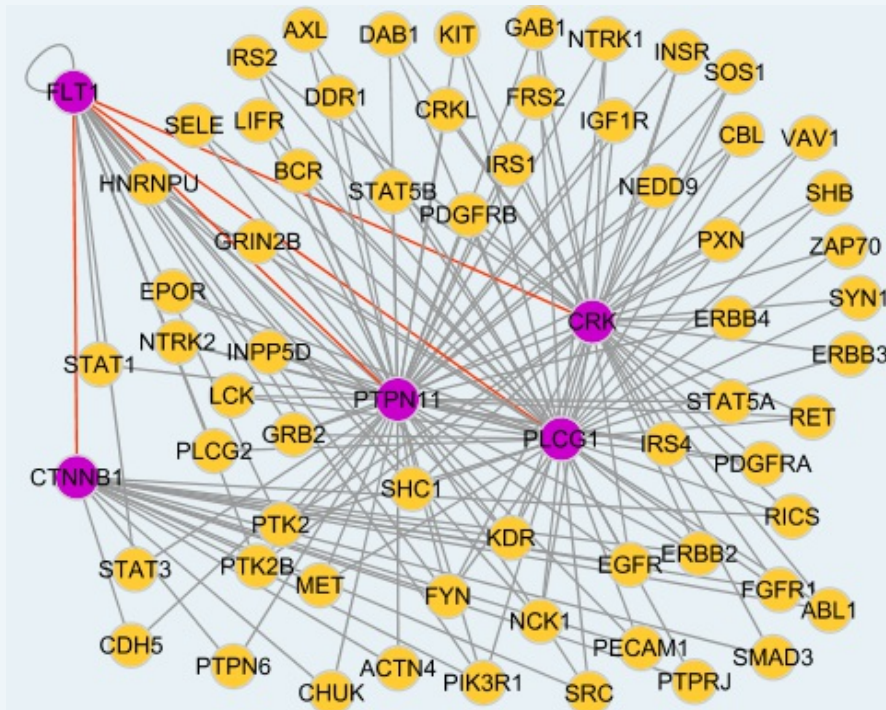 AXL
DAB1
KIT
GAB1
NTRK1
INSR
IRS2
SOS1
FLT1
DDR1
FRS2
SELE
LIFR
CRKL
IGF1R
CBL
VAV1
HNRNPU
BCR
STAT5B
IRS1
NEDD9
SHB
PDGFRB
GRIN2B
PXN
ZAP70
EPOR
SYN1
CRK
ERBB4
NTRK2
INPP5D
ERBB3
STAT1
LCK
PTPN11
STAT5A
RET
PLCG2
GRB2
PLCG1
IRS4
PDGFRA
CTNNB1
SHC1
RICS
PTK2
KDR
ERBB2
STAT3
PTK2B
MET
EGFR
FGFR1
FYN
ABL1
NCK1
CDH5
PTPN6
ACTN4
PECAM1
SMAD3
CHUK
PIK3R1
SRC
PTPRJ